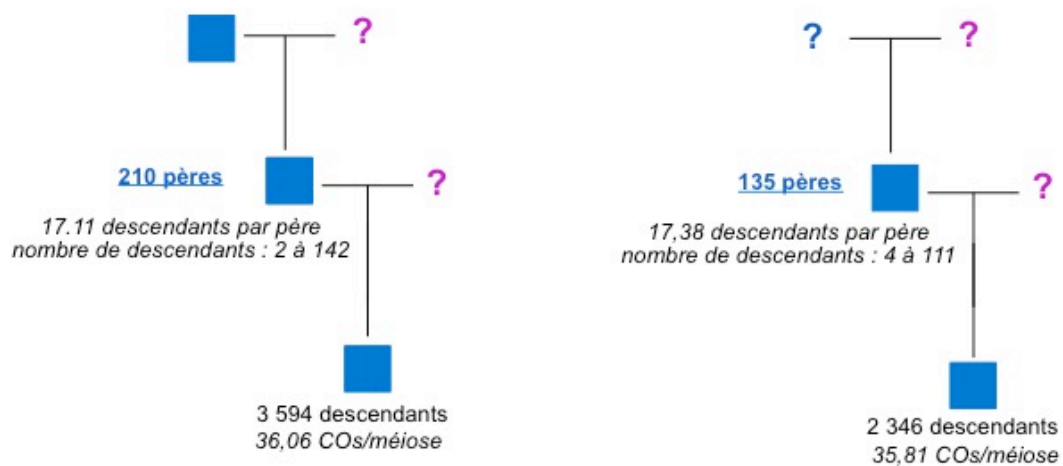 ?
210 pères
?
17.11 descendants par père
nombre de descendants : 2 à 142
3 594 descendants
36,06 COs/méiose
?
?
135 pères
?
17,38 descendants par père
nombre de descendants : 4 à 111
2 346 descendants
35,81 COs/méiose